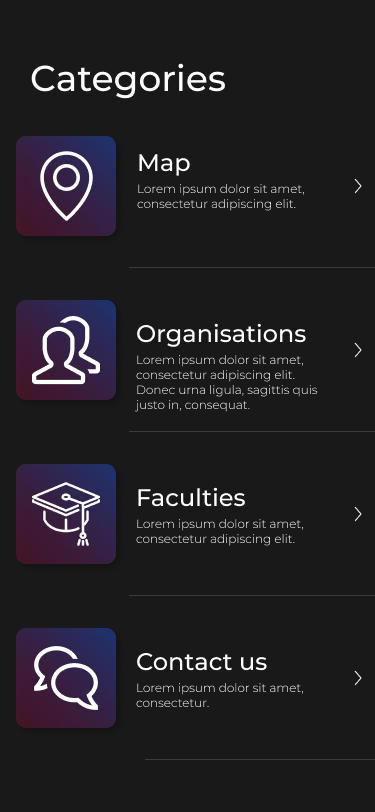 Categories
Map
Lorem ipsum dolor sit amet,
consectetur adipiscing elit.
Organisations
Lorem ipsum dolor sit amet,
consectetur adipiscing elit.
Donec urna ligula, sagittis quis
justo in, consequat.
Faculties
Lorem ipsum dolor sit amet,
consectetur adipiscing elit.
Contact us
Lorem ipsum dolor sit amet,
consectetur.